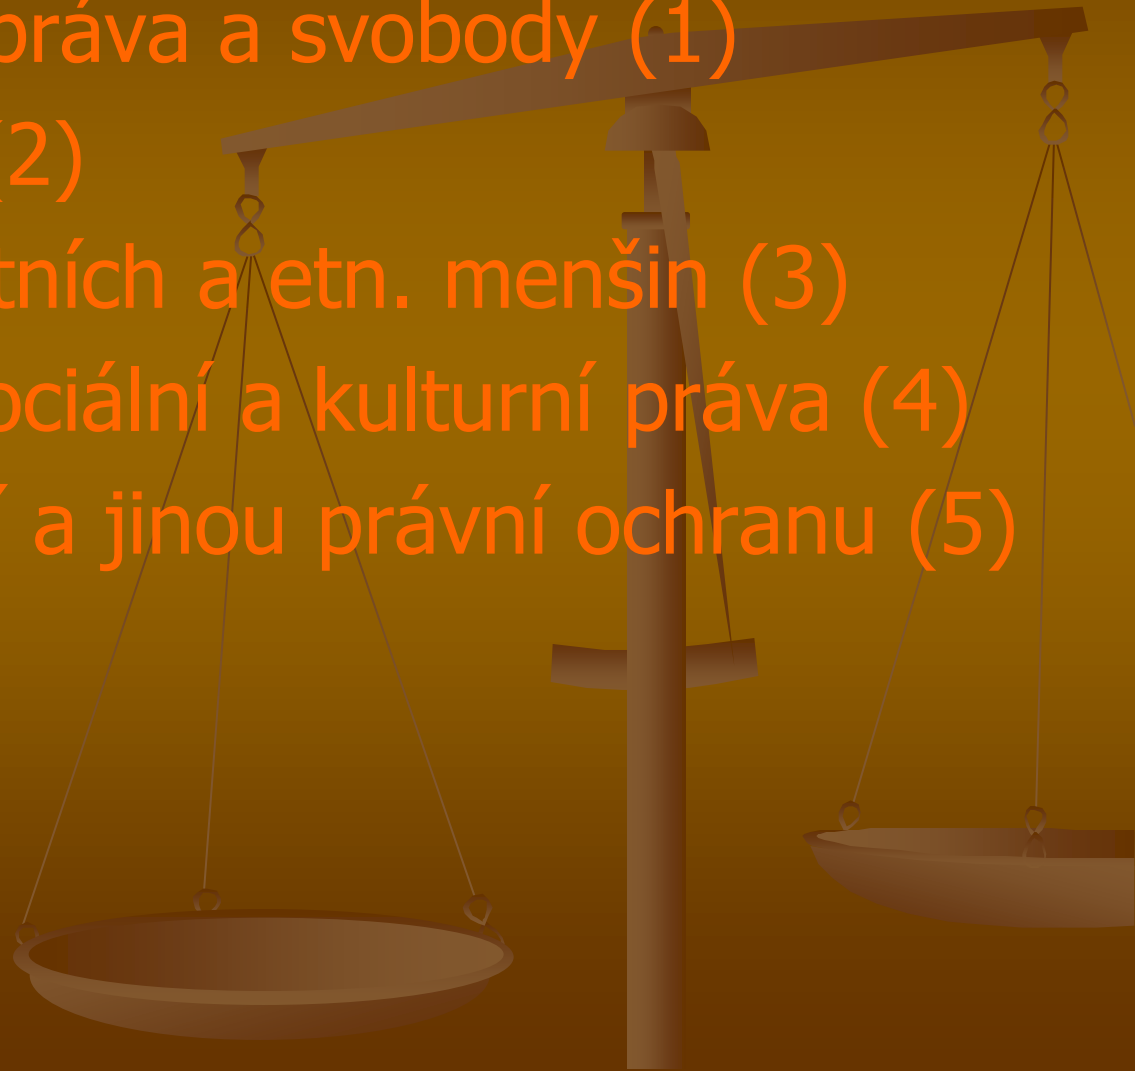 práva a svobody (1)
(2)
tních a etn. menšin (3)
ociální a kulturní práva (4)
í a jinou právní ochranu (5)